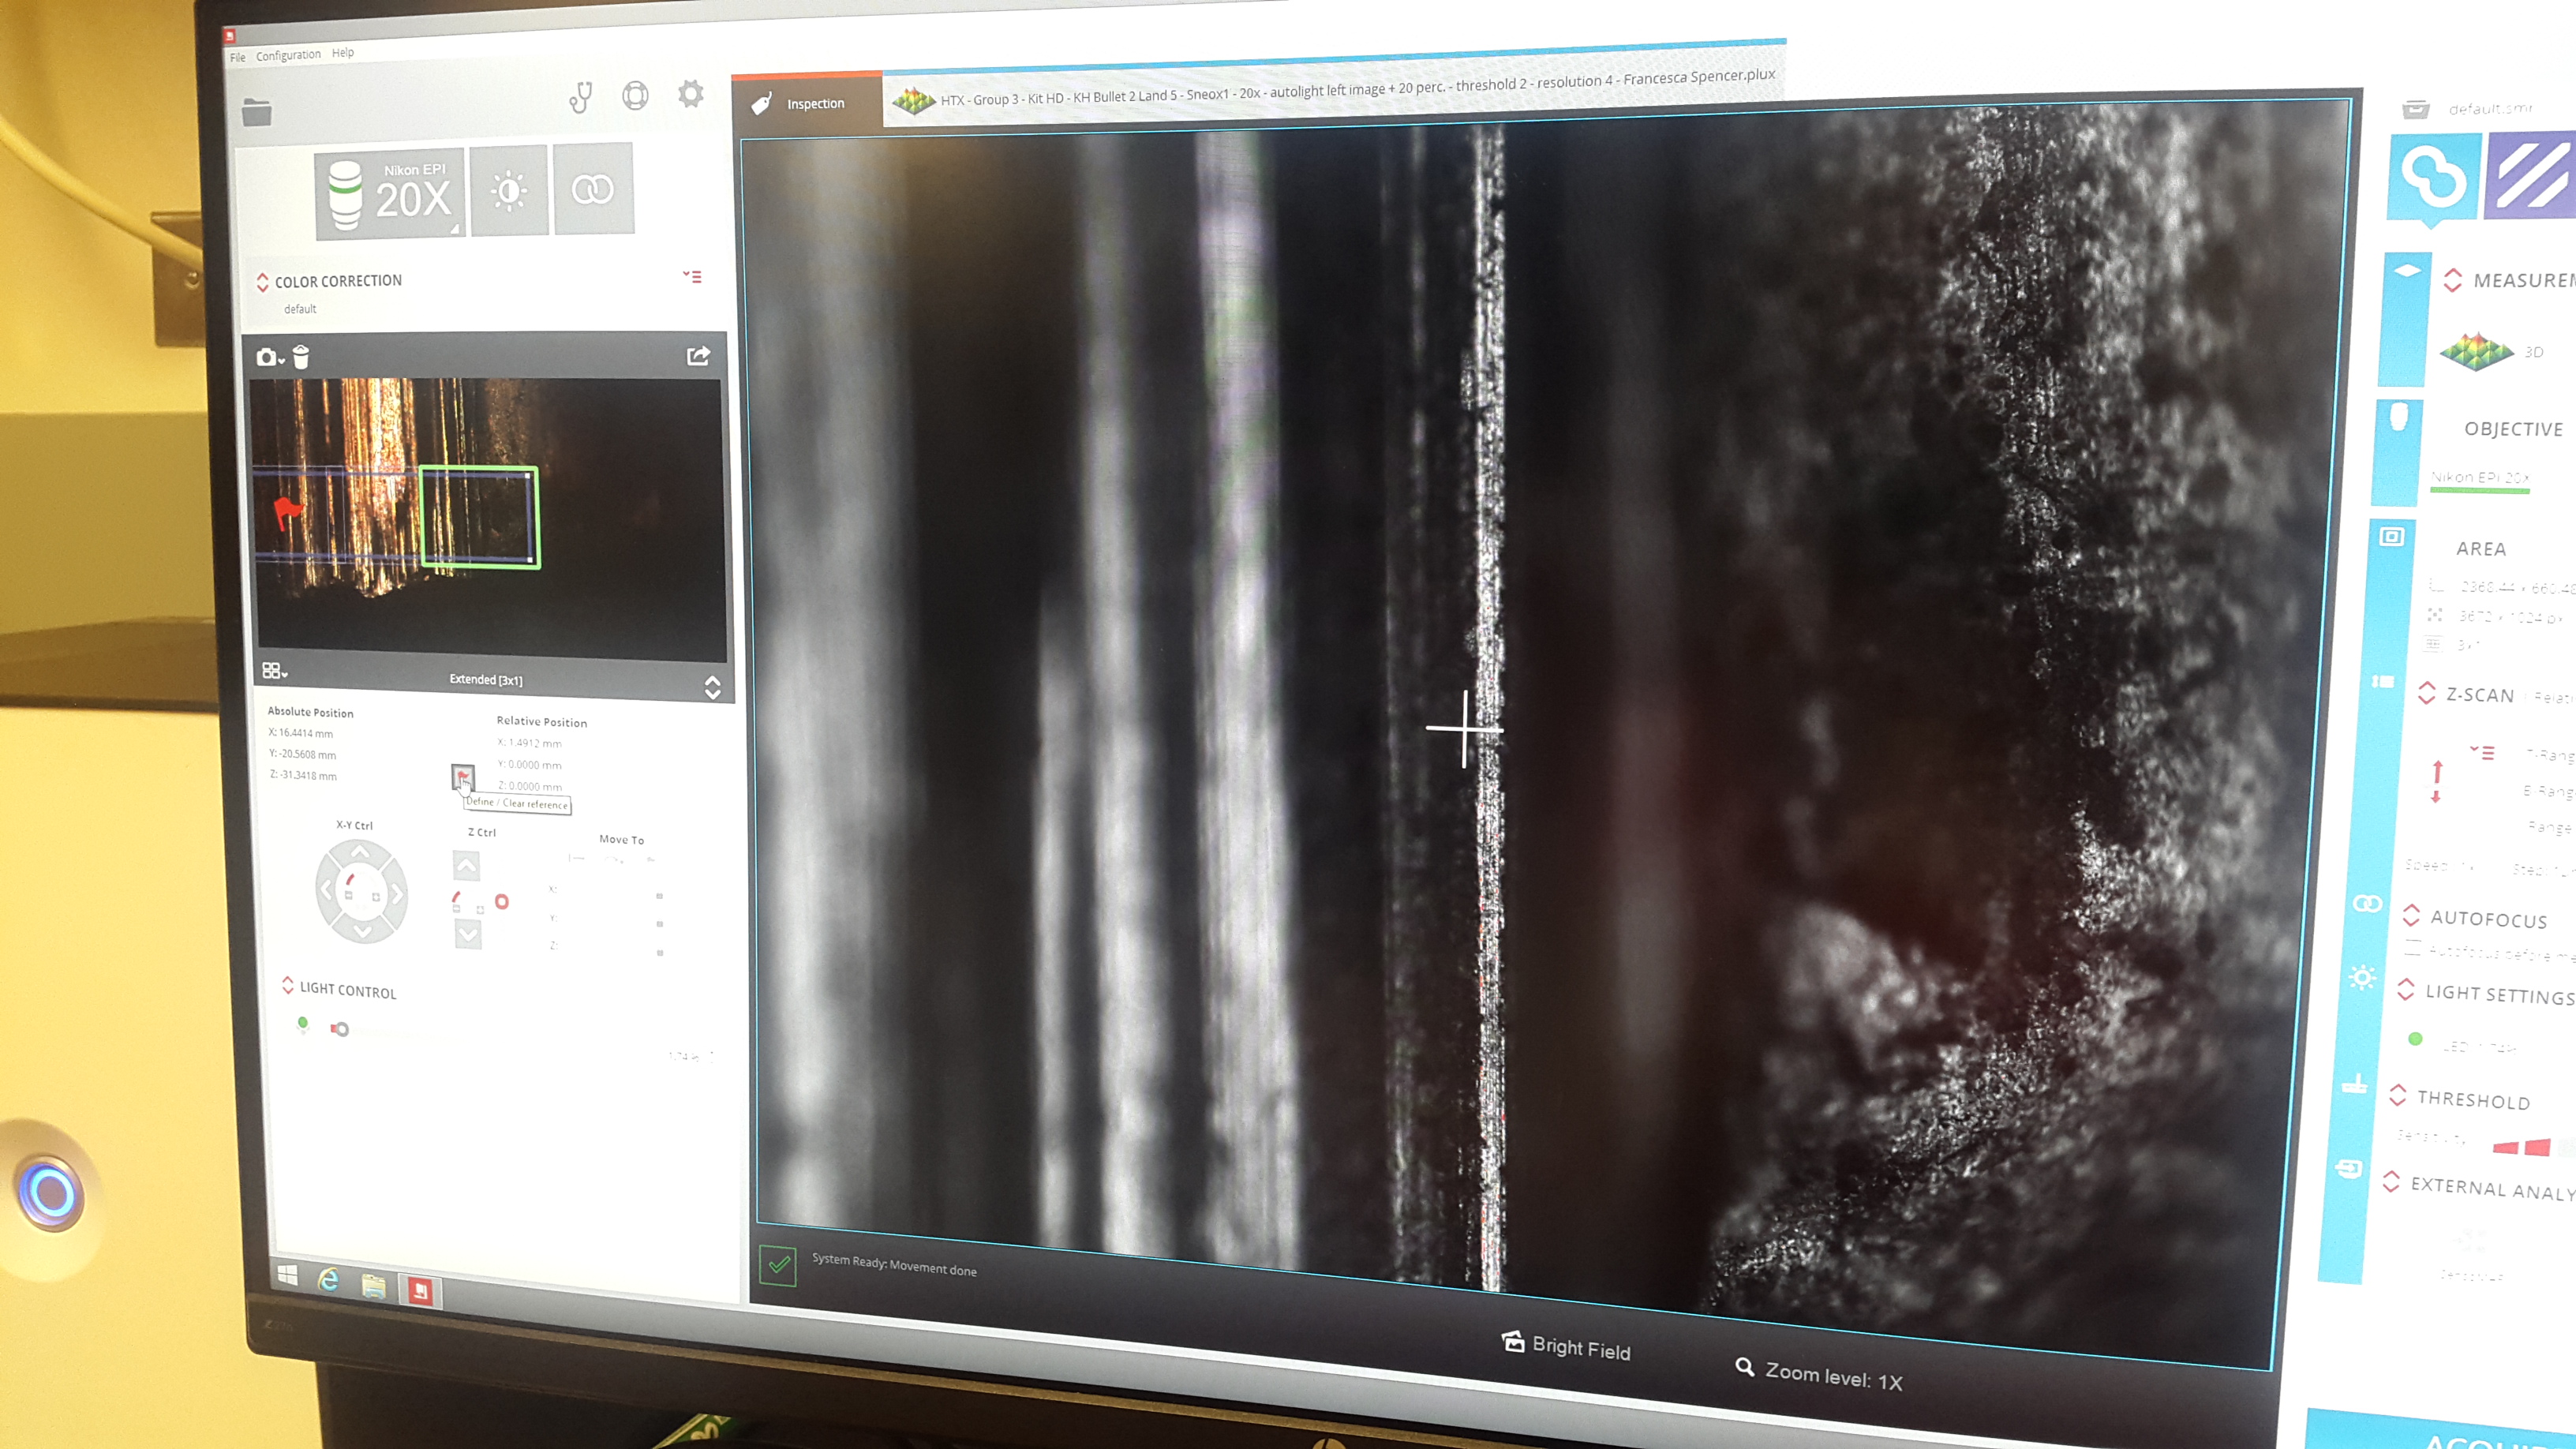 File Configuration Help
Inspection
HTX - Group 3 - Kit HD - KH Bullet 2 Land 5 - Sneox1 - 20x - autolight left image + 20 perc. - threshold 2 - resolution 4 - Francesca Spencer.plux
default.smr
Nikon EPI
20X
COLOR CORRECTION
default
MEASUREM
3D
OBJECTIVE
Nikon EPI 20x
AREA
Extended [3x1]
Z-SCAN
Absolute Position
Relative Position
X: 16.4414 mm
X: 1.4912 mm
Y: -20.5608 mm
Y: 0.0000 mm
Z: -31.3418 mm
Z: 0.0000 mm
Define / Clear reference
X-Y Ctrl
Z Ctrl
Move To
X:
Y:
Z:
Range
AUTOFOCUS
LIGHT CONTROL
LIGHT SETTINGS
THRESHOLD
EXTERNAL ANALY
System Ready: Movement done
Bright Field
Zoom level: 1X